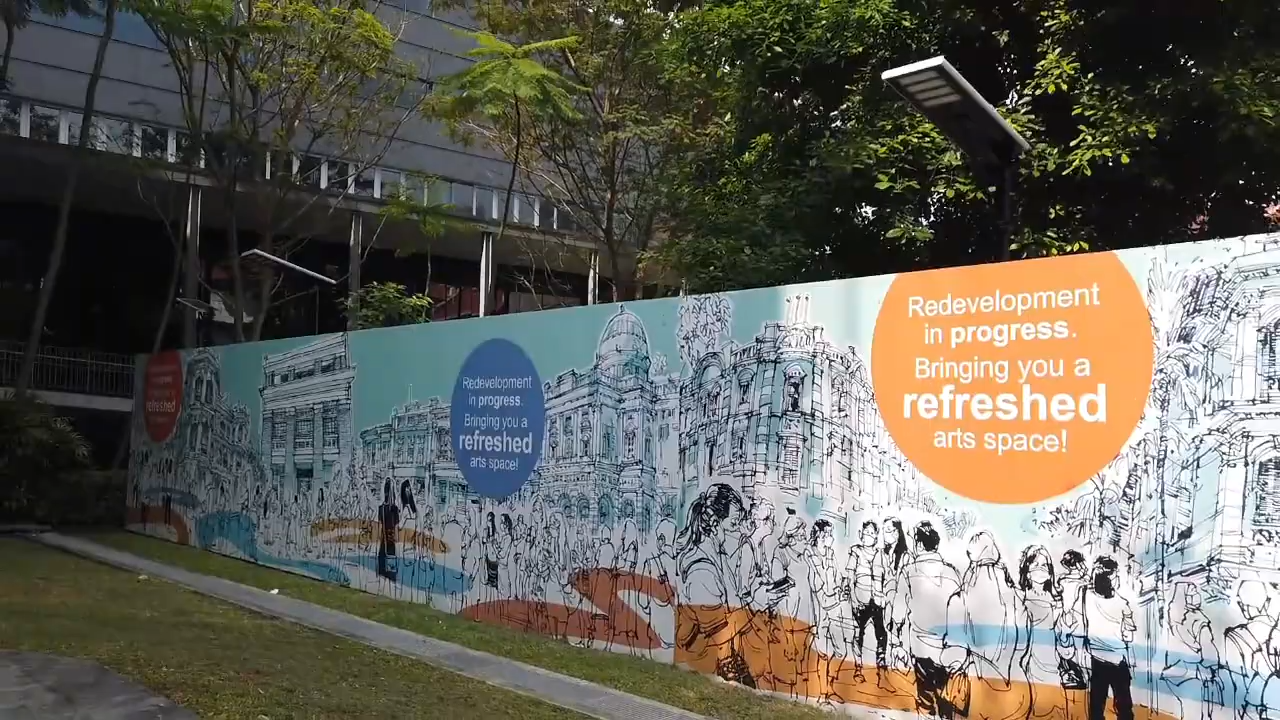 refreshed
Redevelopment
in progress.
Bringing you a
refreshed
arts space!
Redevelopment
in progress.
Bringing you a
refreshed
arts space!